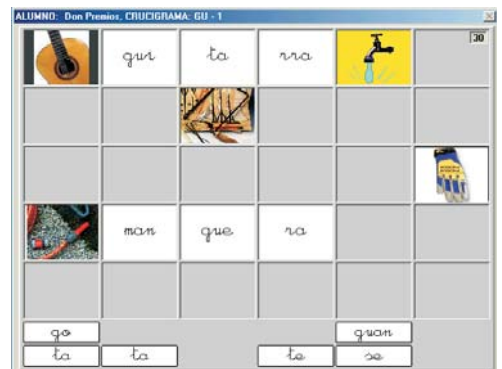 ALUMNO: Don Premios, CRUCIGRAMA: GU - 1
gui ta rra 30
man gue ra
go guan
ta ta te se